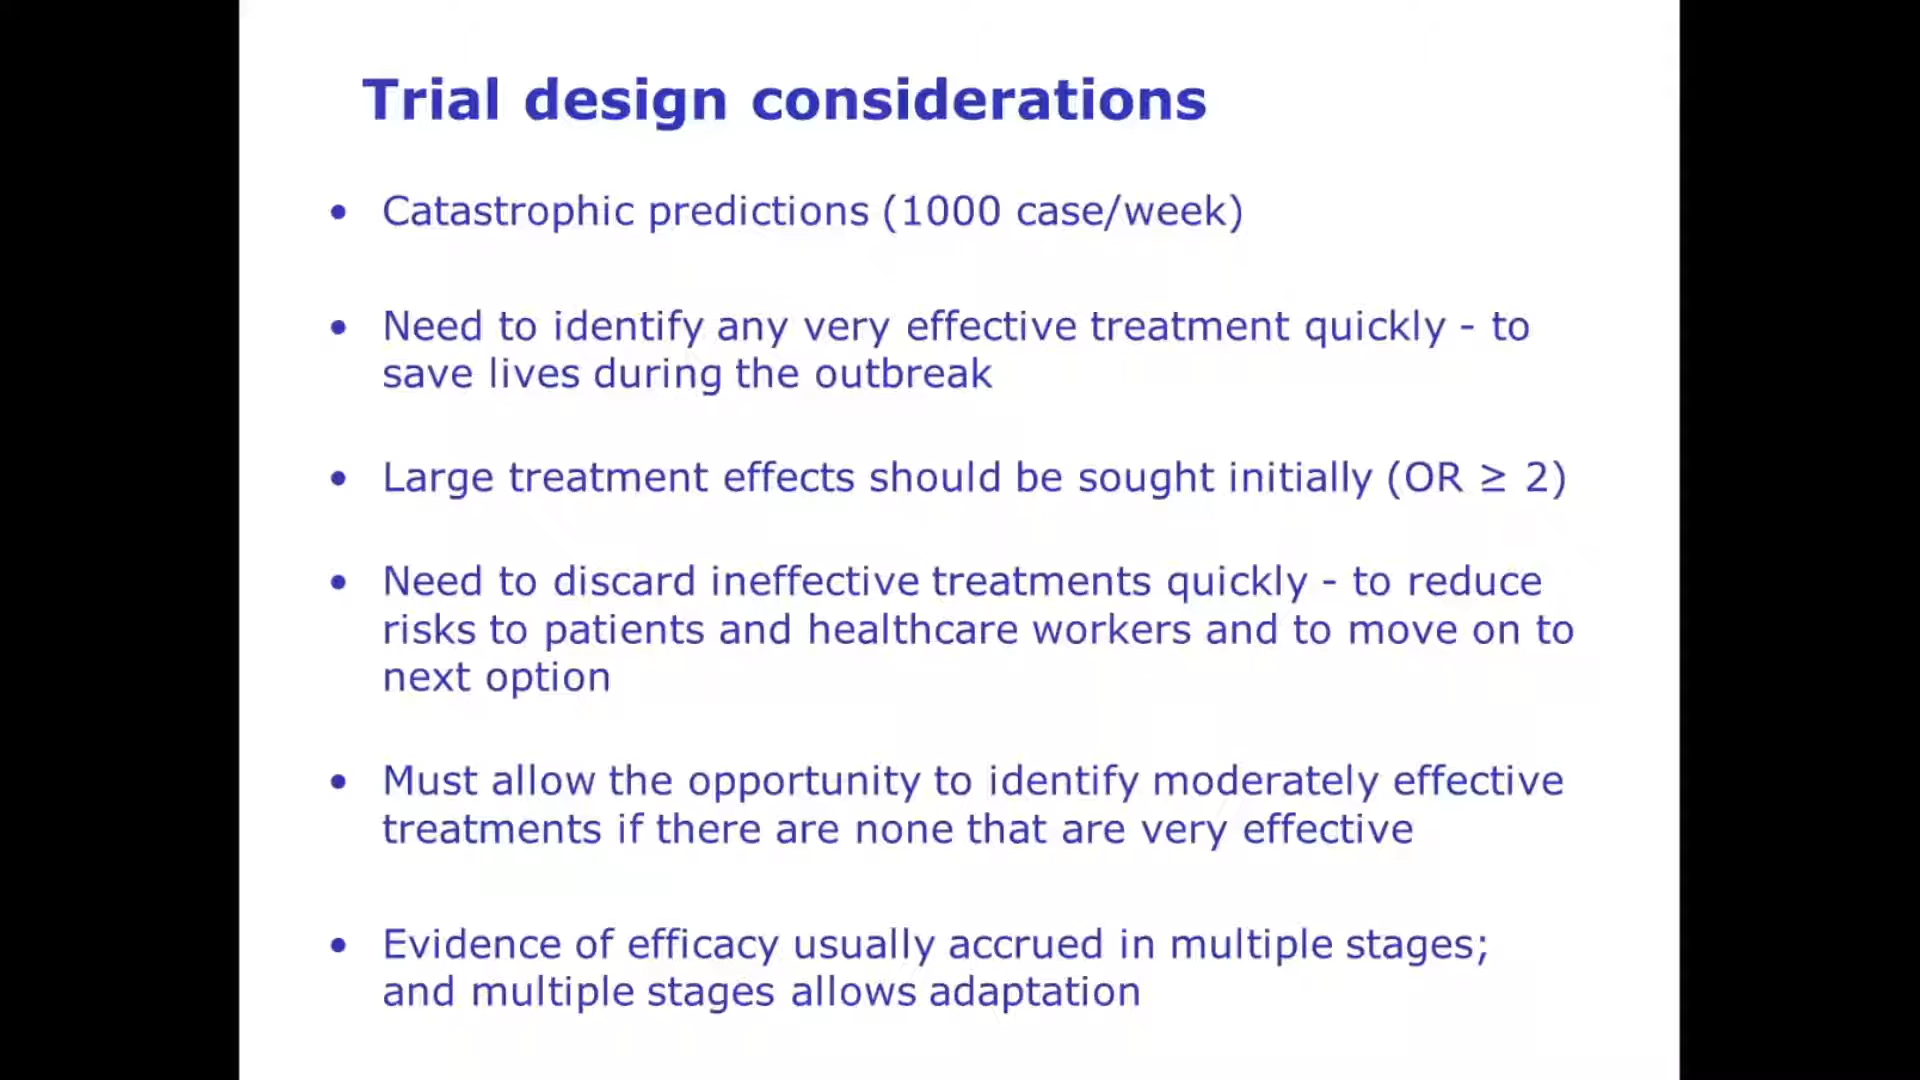 Trial design considerations
• Catastrophic predictions (1000 case/week)
• Need to identify any very effective treatment quickly - to
save lives during the outbreak
• Large treatment effects should be sought initially (OR ≥ 2)
• Need to discard ineffective treatments quickly - to reduce
risks to patients and healthcare workers and to move on to
next option
• Must allow the opportunity to identify moderately effective
treatments if there are none that are very effective
• Evidence of efficacy usually accrued in multiple stages;
and multiple stages allows adaptation